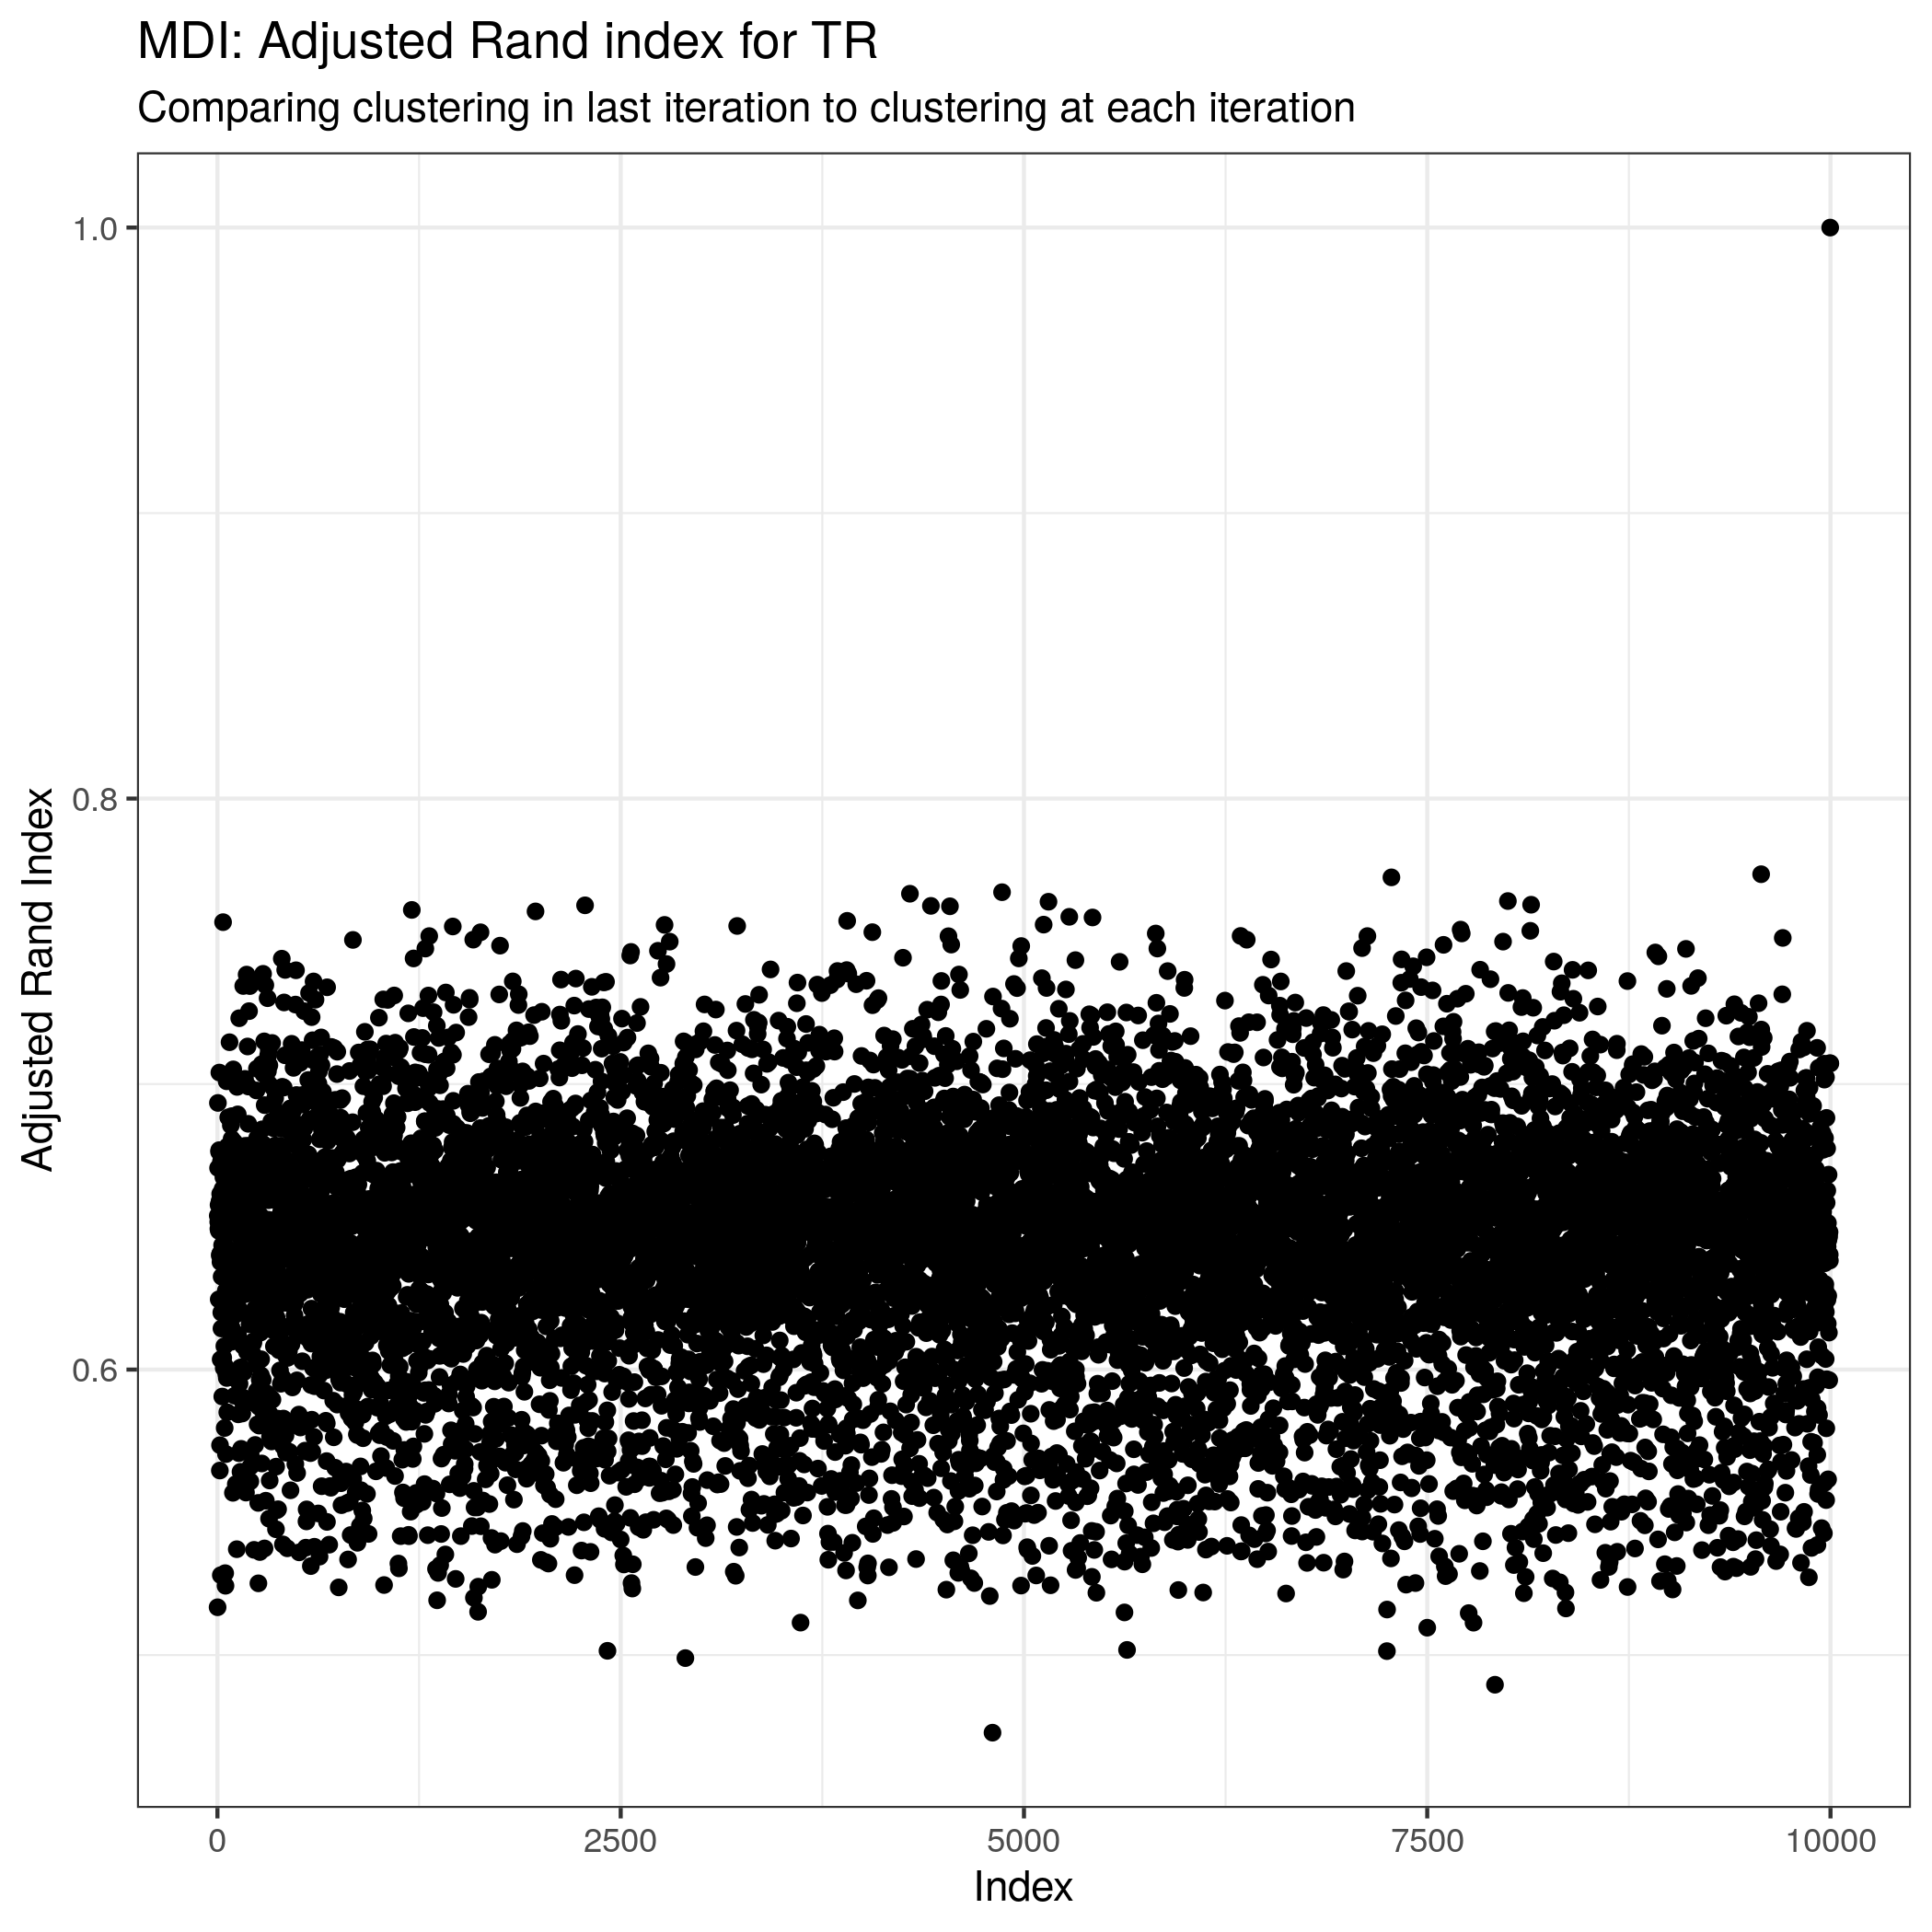 MDI: Adjusted Rand index for TR
Comparing clustering in last iteration to clustering at each iteration
Adjusted Rand Index
1.0
0.8
0.6
0 2500 5000 7500 10000
Index